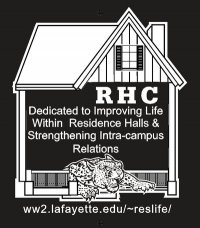 RHC
Dedicated to Improving Life
Within Residence Halls &
Strengthening Intra-campus
Relations
ww2.lafayette.edu/~reslife/